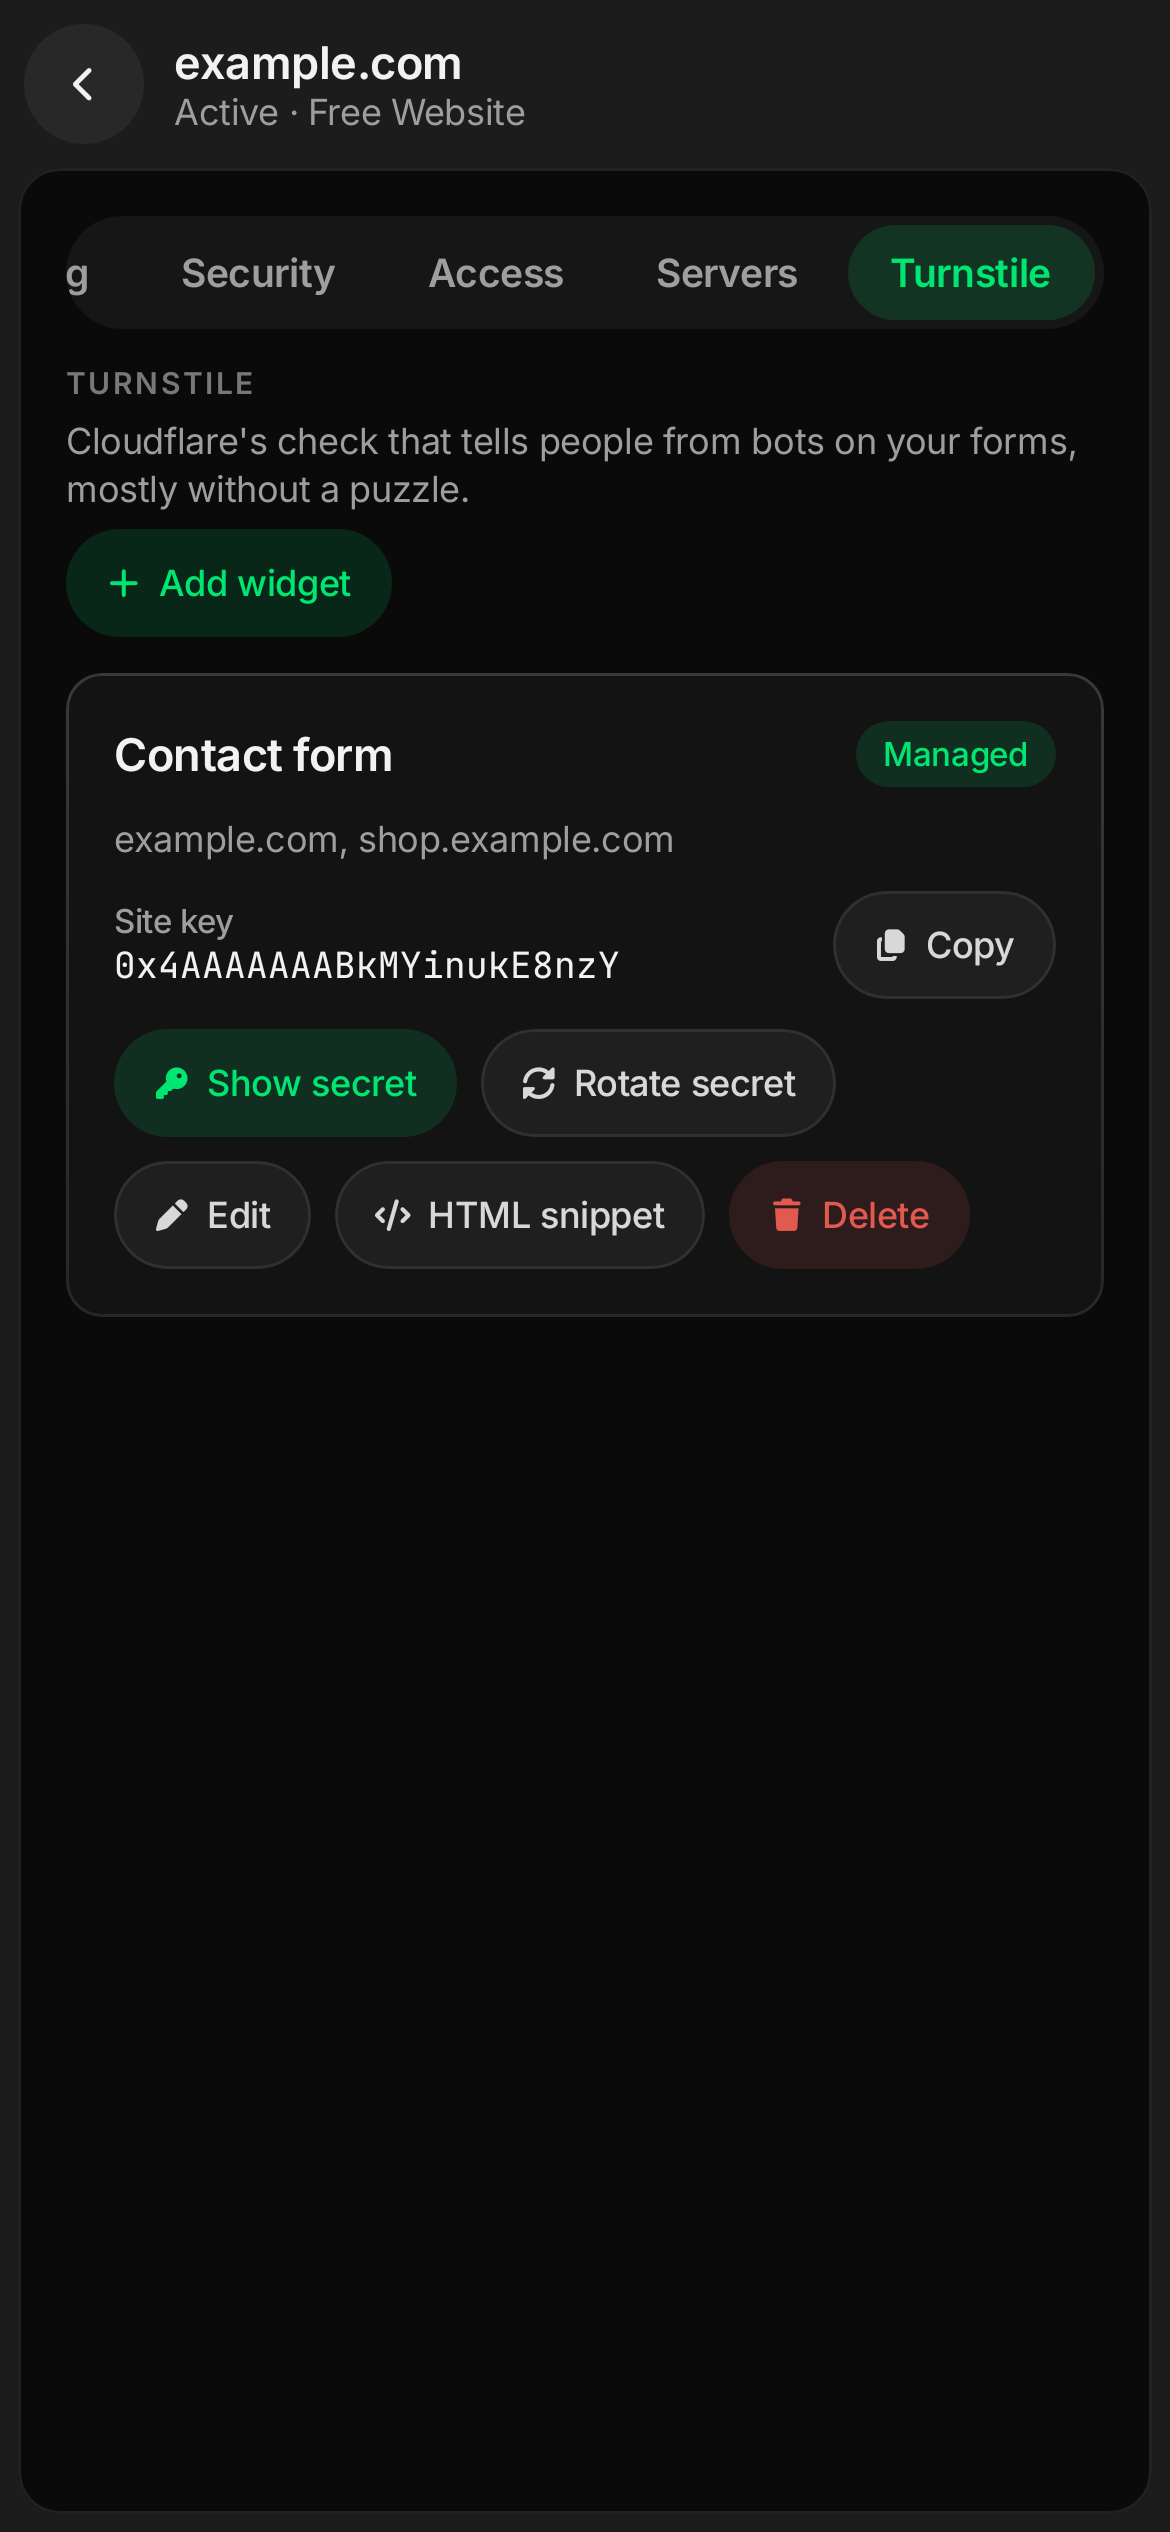 example.com
Active · Free Website
g Security Access Servers Turnstile
TURNSTILE
Cloudflare's check that tells people from bots on your forms,
mostly without a puzzle.
Add widget
Contact form
Managed
example.com, shop.example.com
Site key
0x4AAAAAAABkMYinukE8nzY
Copy
Show secret
Rotate secret
Edit
HTML snippet
Delete